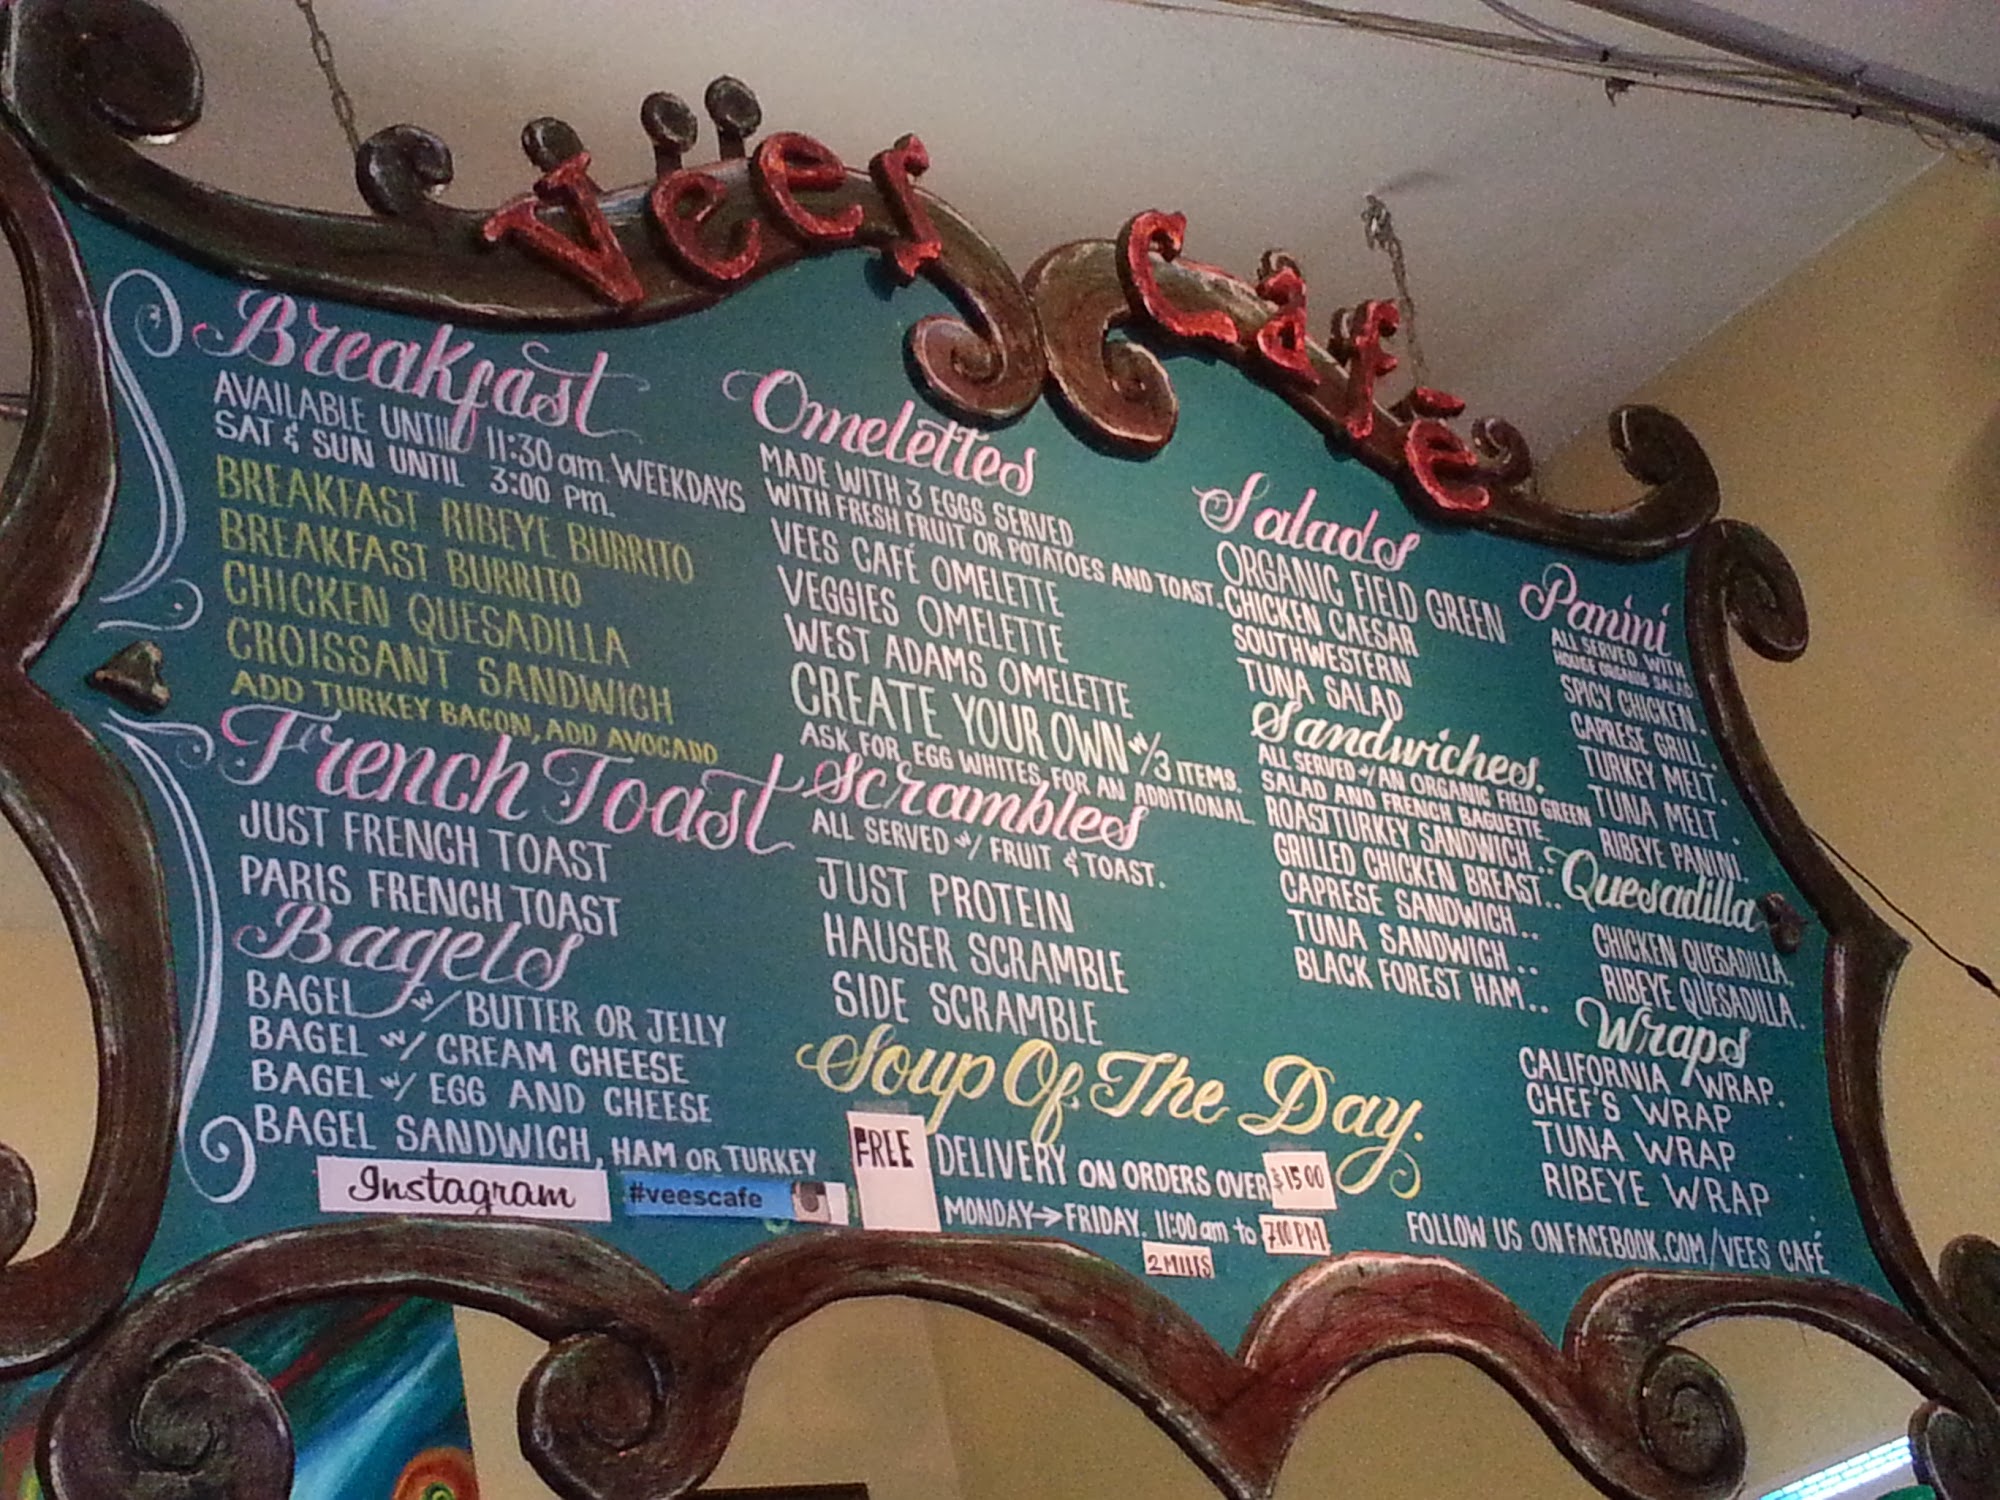 Vees Café
Breakfast
AVAILABLE UNTIL 11:30 am. WEEKDAYS
SAT & SUN UNTIL 3:00 pm.
BREAKFAST RIBEYE BURRITO
BREAKFAST BURRITO
CHICKEN QUESADILLA
CROISSANT SANDWICH
ADD TURKEY BACON, ADD AVOCADO
French Toast
JUST FRENCH TOAST
PARIS FRENCH TOAST
Bagels
BAGEL w/ BUTTER OR JELLY
BAGEL w/ CREAM CHEESE
BAGEL w/ EGG AND CHEESE
BAGEL SANDWICH, HAM OR TURKEY
Instagram
#veescafe
Omelettes
MADE WITH 3 EGGS SERVED
WITH FRESH FRUIT OR POTATOES AND TOAST.
VEES CAFÉ OMELETTE
VEGGIES OMELETTE
WEST ADAMS OMELETTE
CREATE YOUR OWN w/3 ITEMS.
ASK FOR EGG WHITES FOR AN ADDITIONAL.
Scrambles
ALL SERVED w/ FRUIT & TOAST.
JUST PROTEIN
HAUSER SCRAMBLE
SIDE SCRAMBLE
Soup Of The Day.
FREE DELIVERY ON ORDERS OVER $15.00
MONDAY→FRIDAY. 11:00am to 7:00PM
2 MILES
Salads
ORGANIC FIELD GREEN
CHICKEN CAESAR
SOUTHWESTERN
TUNA SALAD
Sandwiches.
ALL SERVED w/ AN ORGANIC FIELD GREEN
SALAD AND FRENCH BAGUETTE.
ROAST TURKEY SANDWICH..
GRILLED CHICKEN BREAST..
CAPRESE SANDWICH..
TUNA SANDWICH..
BLACK FOREST HAM..
Panini
ALL SERVED WITH
HOUSE ORGANIC SALAD
SPICY CHICKEN.
CAPRESE GRILL.
TURKEY MELT.
TUNA MELT.
RIBEYE PANINI.
Quesadilla
CHICKEN QUESADILLA.
RIBEYE QUESADILLA.
Wraps
CALIFORNIA WRAP.
CHEF'S WRAP
TUNA WRAP
RIBEYE WRAP
FOLLOW US ON FACEBOOK.COM/VEES CAFÉ